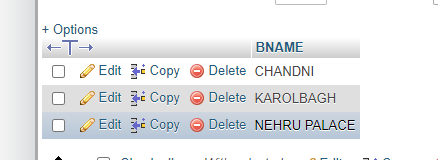 + Options
←T→ BNAME
Edit Copy Delete CHANDNI
Edit Copy Delete KAROLBAGH
Edit Copy Delete NEHRU PALACE